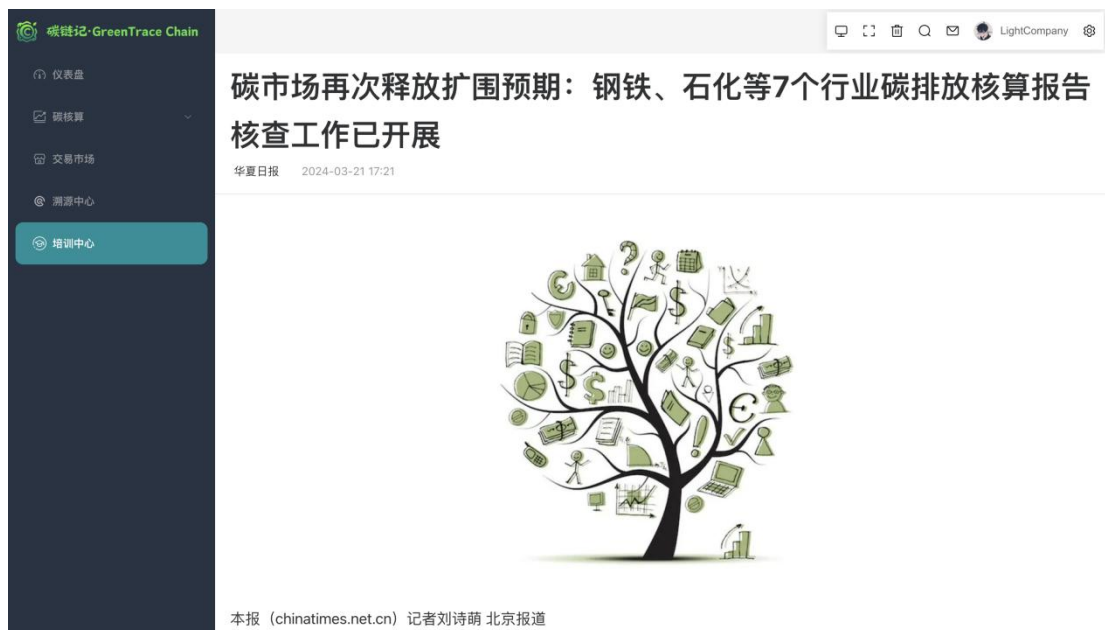 碳链记·GreenTrace Chain
LightCompany
仪表盘
碳核算
交易市场
溯源中心
培训中心
碳市场再次释放扩围预期：钢铁、石化等7个行业碳排放核算报告
核查工作已开展
华夏日报 2024-03-21 17:21
本报（chinatimes.net.cn）记者刘诗萌 北京报道